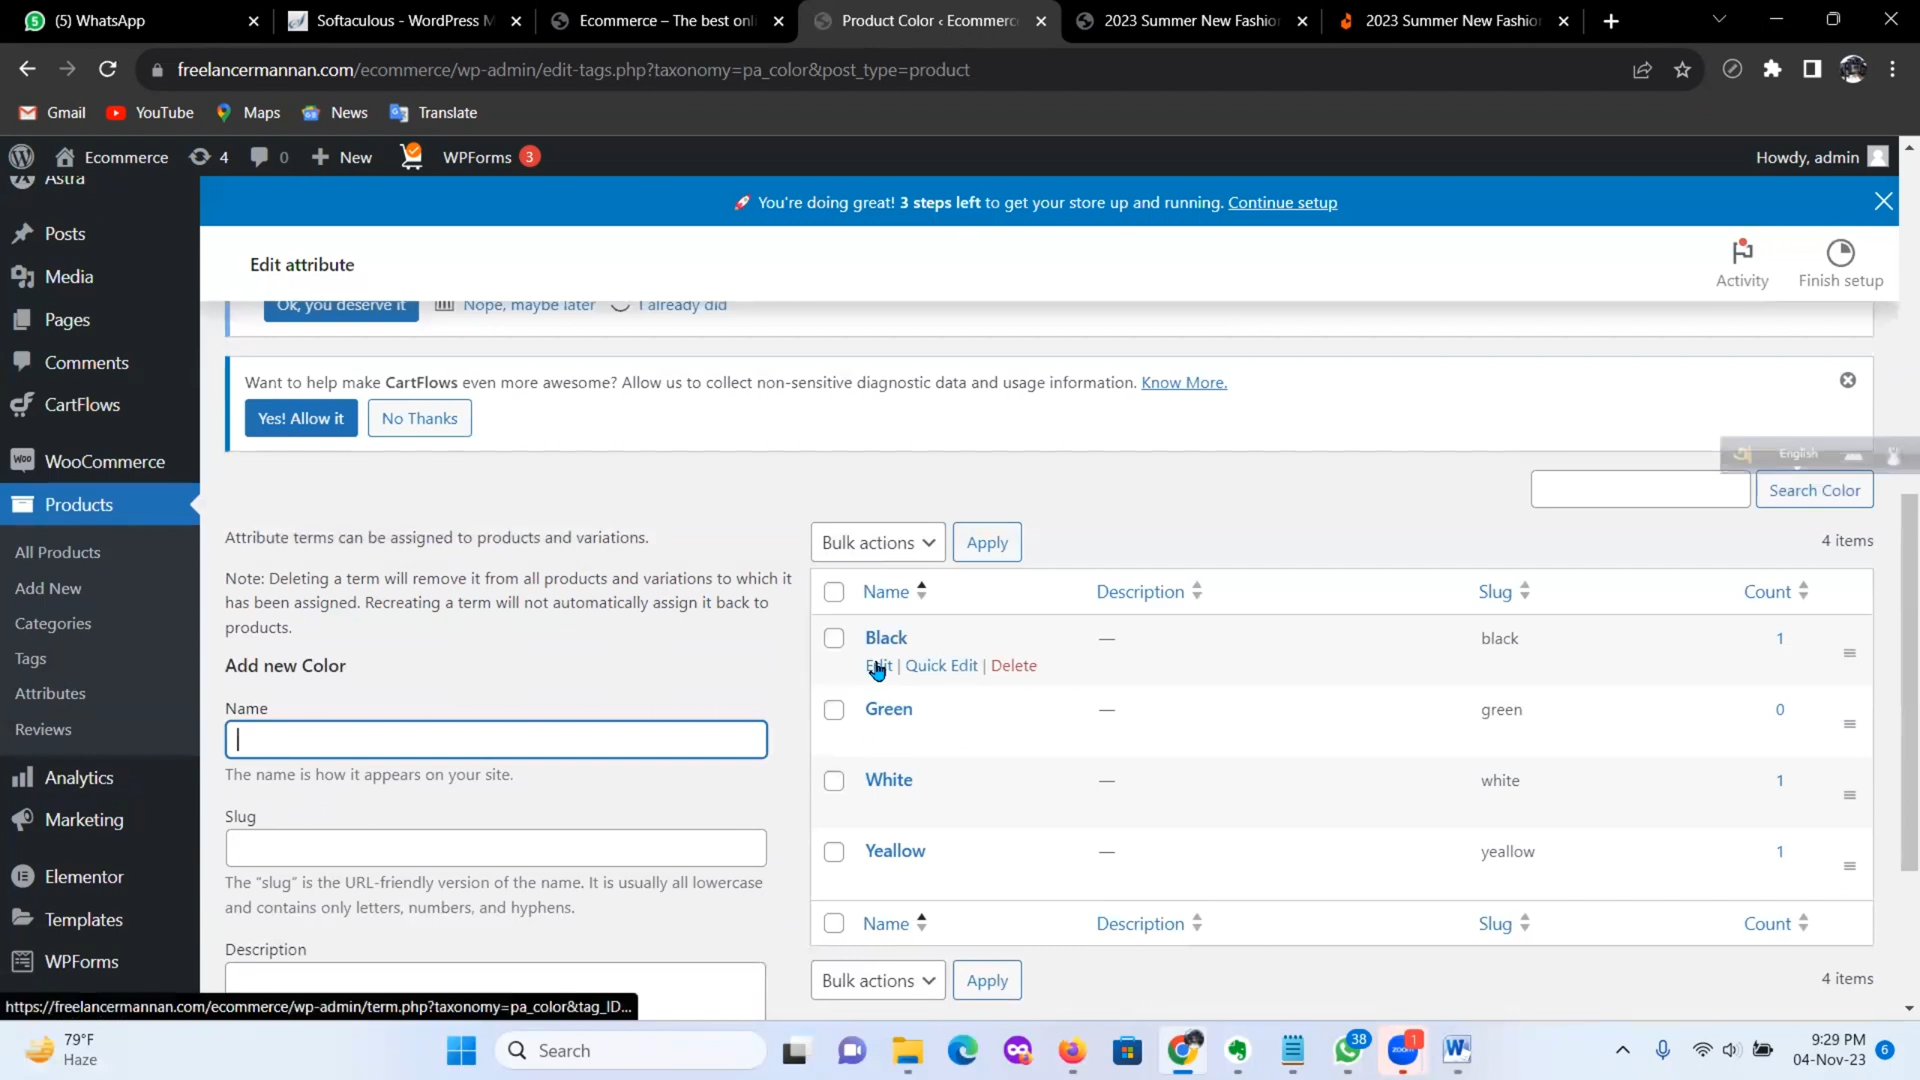 (5) WhatsApp
Softaculous - WordPress M
Ecommerce – The best onl
Product Color ‹ Ecommerc
2023 Summer New Fashio
2023 Summer New Fashio
freelancermannan.com/ecommerce/wp-admin/edit-tags.php?taxonomy=pa_color&post_type=product
Gmail
YouTube
Maps
News
Translate
Ecommerce
4
0
New
WPForms 3
Howdy, admin
Astra
Posts
Media
Pages
Comments
CartFlows
WooCommerce
Products
All Products
Add New
Categories
Tags
Attributes
Reviews
Analytics
Marketing
Elementor
Templates
WPForms
You're doing great! 3 steps left to get your store up and running. Continue setup
Edit attribute
Activity
Finish setup
Ok, you deserve it
Nope, maybe later
I already did
Want to help make CartFlows even more awesome? Allow us to collect non-sensitive diagnostic data and usage information. Know More.
Yes! Allow it
No Thanks
English
Search Color
Attribute terms can be assigned to products and variations.
Note: Deleting a term will remove it from all products and variations to which it
has been assigned. Recreating a term will not automatically assign it back to
products.
Add new Color
Name
The name is how it appears on your site.
Slug
The “slug” is the URL-friendly version of the name. It is usually all lowercase
and contains only letters, numbers, and hyphens.
Description
Bulk actions
Apply
4 items
Name
Description
Slug
Count
Black
—
black
1
Edit | Quick Edit | Delete
Green
—
green
0
White
—
white
1
Yeallow
—
yeallow
1
Name
Description
Slug
Count
Bulk actions
Apply
4 items
https://freelancermannan.com/ecommerce/wp-admin/term.php?taxonomy=pa_color&tag_ID...
79°F
Haze
Search
38
zoom
1
9:29 PM
04-Nov-23
6